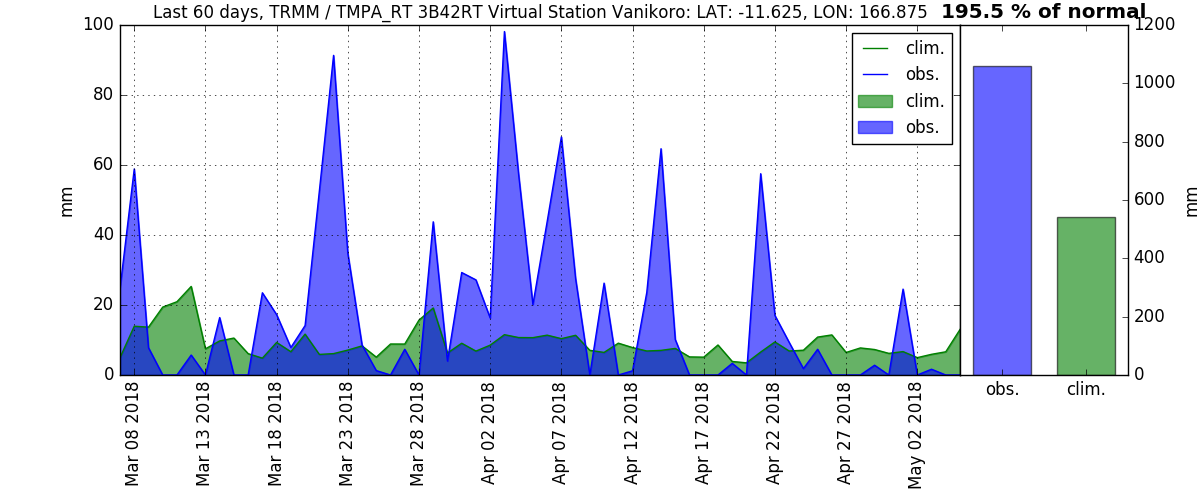 Last 60 days, TRMM / TMPA_RT 3B42RT Virtual Station Vanikoro: LAT: -11.625, LON: 166.875 195.5 % of normal
100
80
60
40
20
0
mm
clim.
obs.
clim.
obs.
1200
1000
800
600
400
200
0
mm
Mar 08 2018
Mar 13 2018
Mar 18 2018
Mar 23 2018
Mar 28 2018
Apr 02 2018
Apr 07 2018
Apr 12 2018
Apr 17 2018
Apr 22 2018
Apr 27 2018
May 02 2018
obs.
clim.